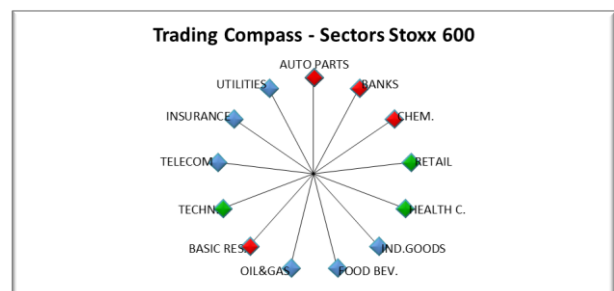 Trading Compass - Sectors Stoxx 600
AUTO PARTS
UTILITIES
BANKS
INSURANCE
CHEM.
TELECOM.
RETAIL
TECHN.
HEALTH C.
BASIC RES.
IND.GOODS
OIL&GAS
FOOD BEV.